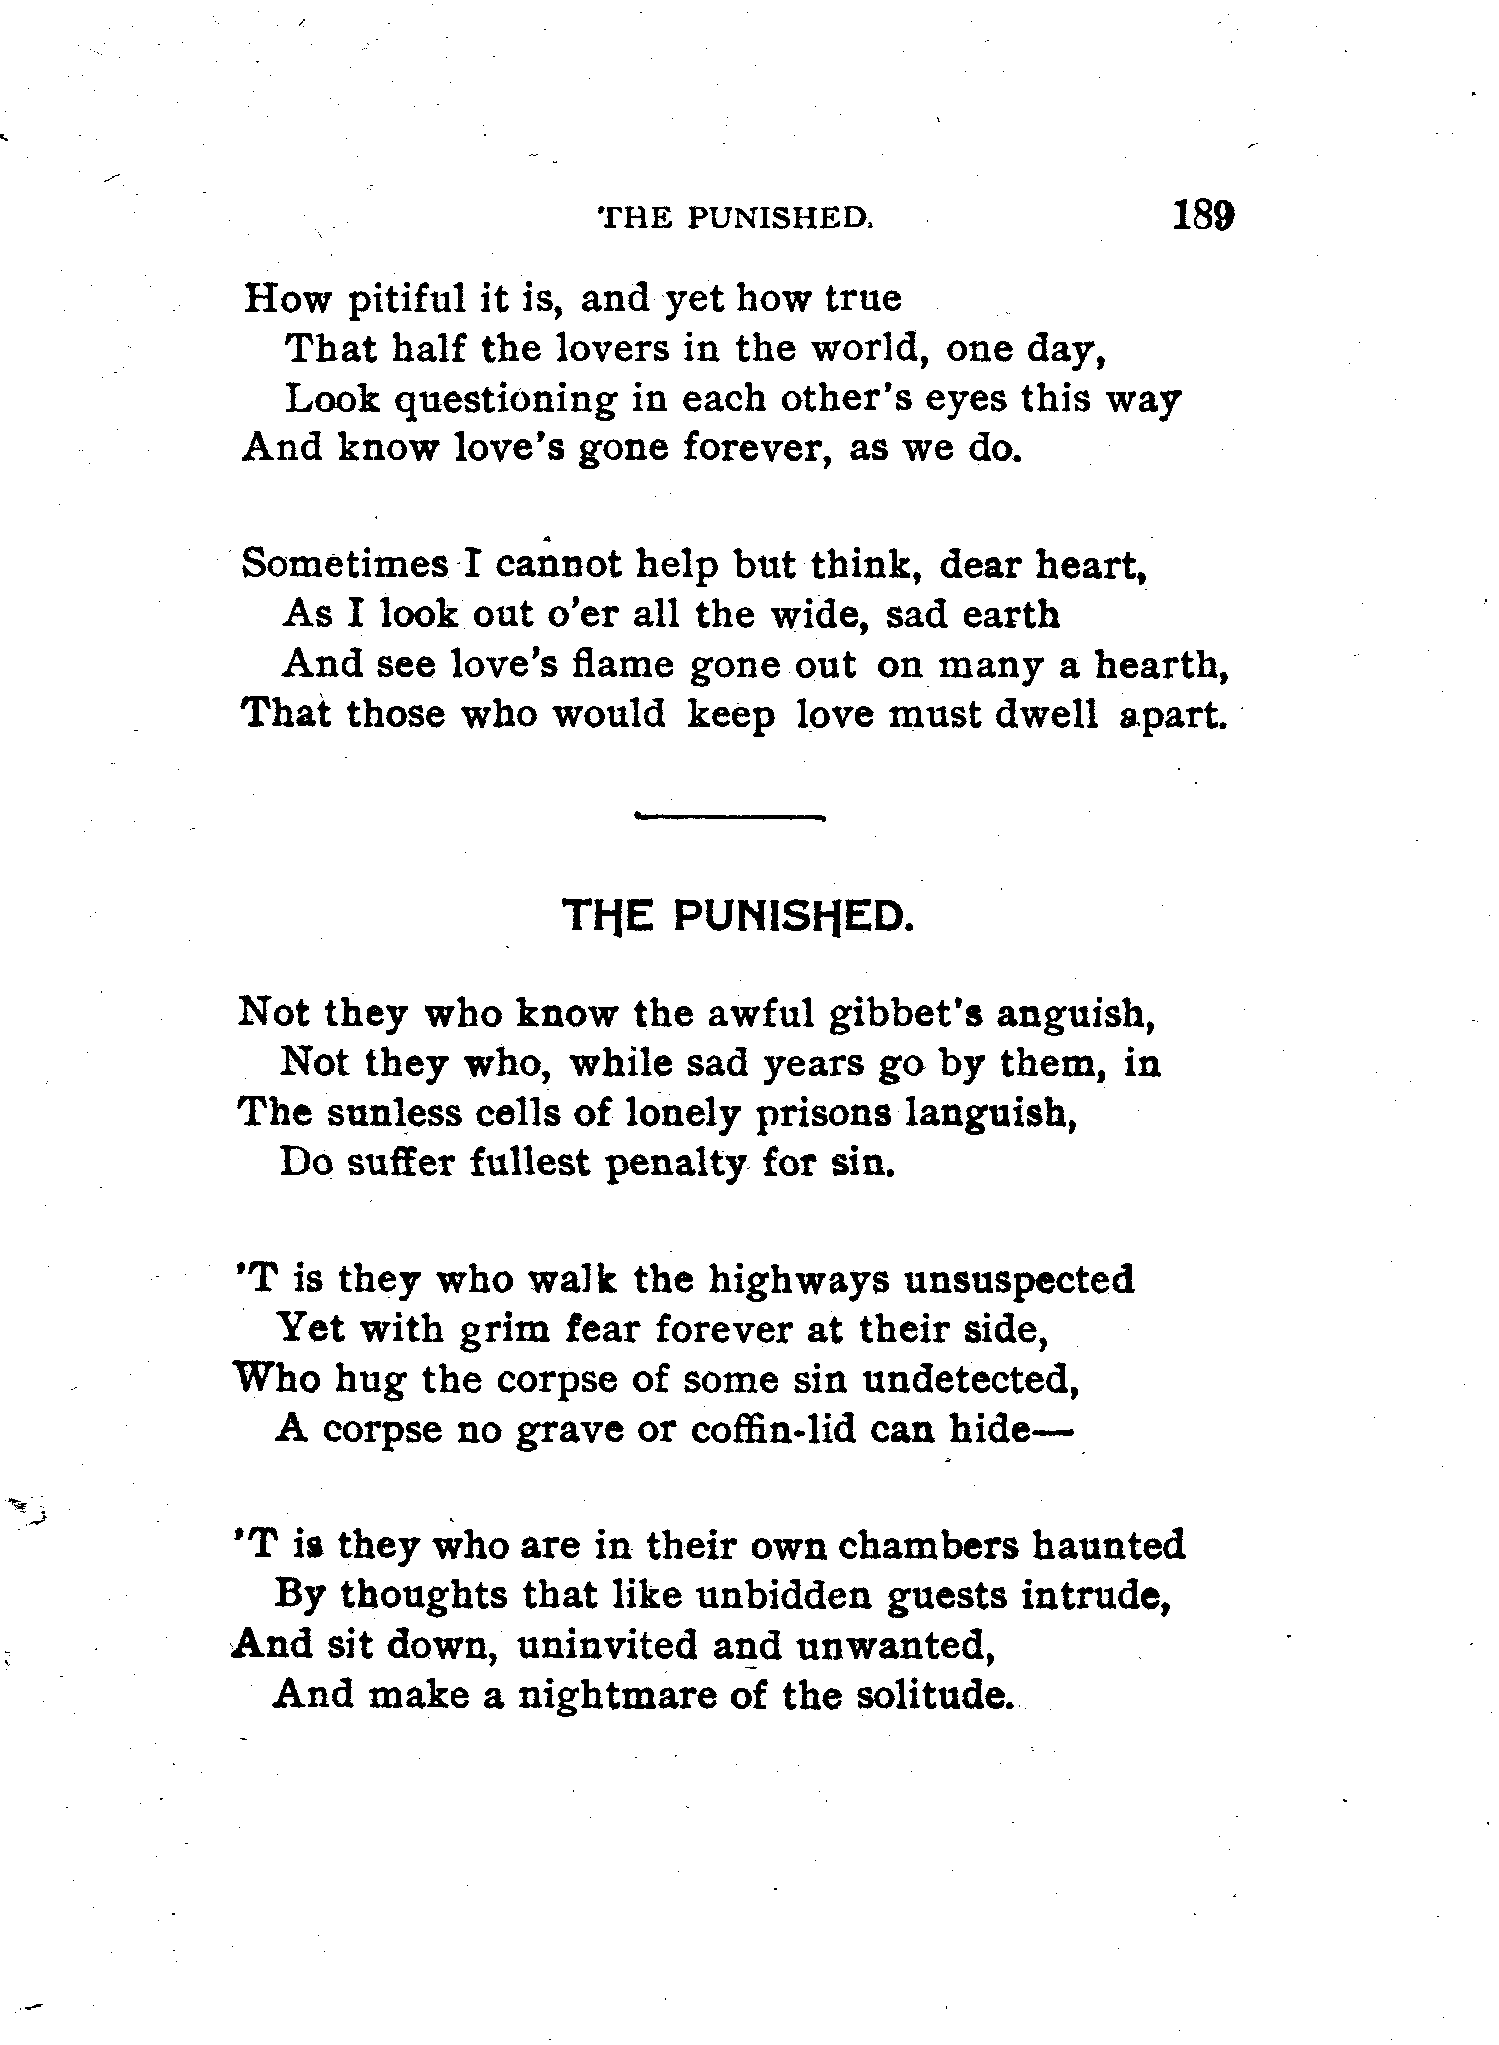 THE PUNISHED. 189
How pitiful it is, and yet how true
That half the lovers in the world, one day,
Look questioning in each other's eyes this way
And know love's gone forever, as we do.
Sometimes I cannot help but think, dear heart,
As I look out o'er all the wide, sad earth
And see love's flame gone out on many a hearth,
That those who would keep love must dwell apart.
THE PUNISHED.
Not they who know the awful gibbet's anguish,
Not they who, while sad years go by them, in
The sunless cells of lonely prisons languish,
Do suffer fullest penalty for sin.
'T is they who walk the highways unsuspected
Yet with grim fear forever at their side,
Who hug the corpse of some sin undetected,
A corpse no grave or coffin-lid can hide—
'T is they who are in their own chambers haunted
By thoughts that like unbidden guests intrude,
And sit down, uninvited and unwanted,
And make a nightmare of the solitude.